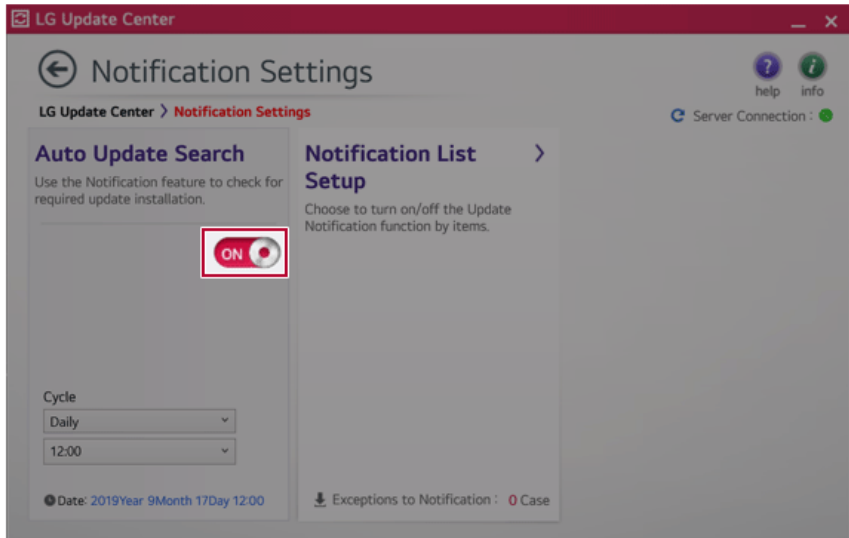 LG Update Center
Notification Settings
help
info
LG Update Center > Notification Settings
Server Connection :
Auto Update Search
Use the Notification feature to check for
required update installation.
ON
Cycle
Daily
12:00
Date: 2019Year 9Month 17Day 12:00
Notification List
Setup
Choose to turn on/off the Update
Notification function by items.
Exceptions to Notification : 0 Case